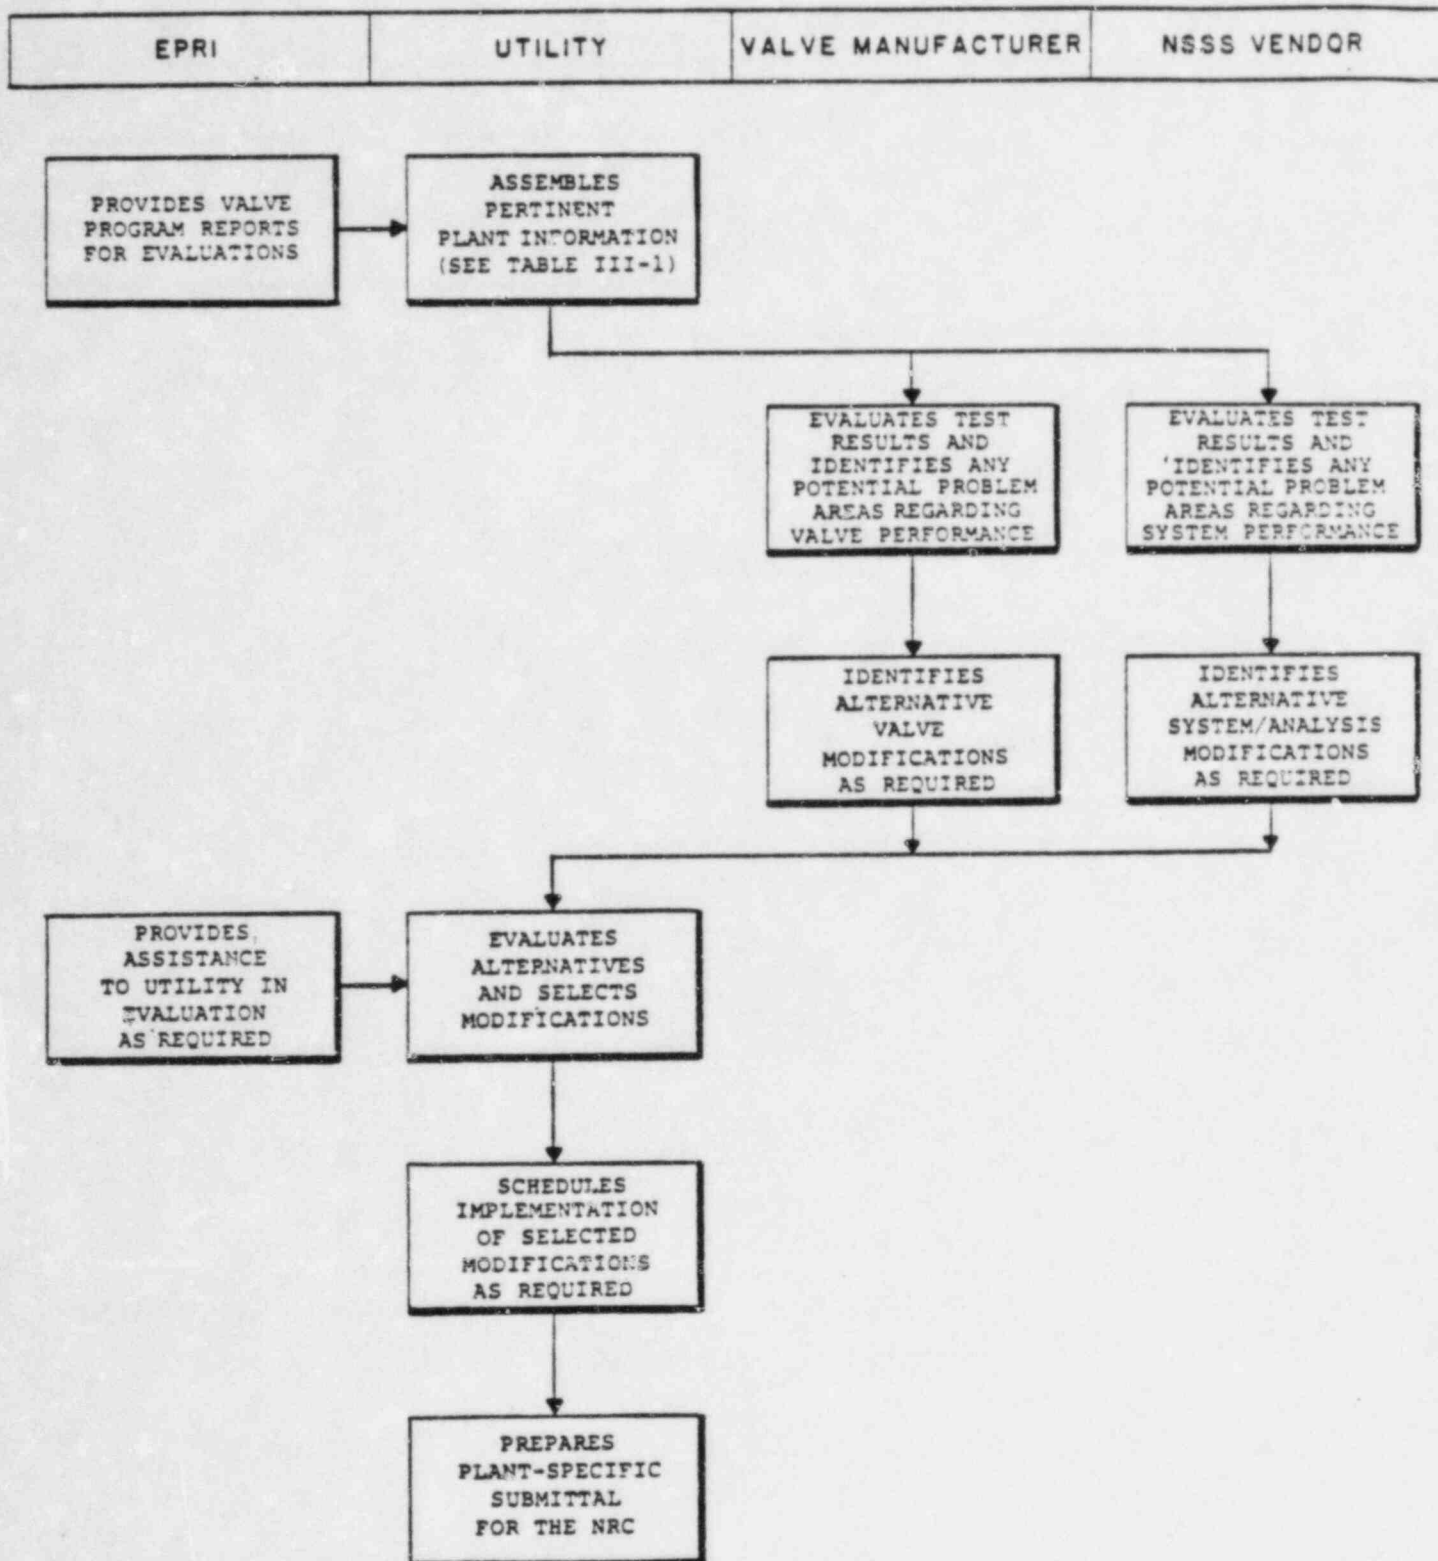 EPRI
UTILITY
VALVE MANUFACTURER
NSSS VENDOR
PROVIDES VALVE
PROGRAM REPORTS
FOR EVALUATIONS
ASSEMBLES
PERTINENT
PLANT INFORMATION
(SEE TABLE III-1)
EVALUATES TEST
RESULTS AND
IDENTIFIES ANY
POTENTIAL PROBLEM
AREAS REGARDING
VALVE PERFORMANCE
EVALUATES TEST
RESULTS AND
IDENTIFIES ANY
POTENTIAL PROBLEM
AREAS REGARDING
SYSTEM PERFORMANCE
IDENTIFIES
ALTERNATIVE
VALVE
MODIFICATIONS
AS REQUIRED
IDENTIFIES
ALTERNATIVE
SYSTEM/ANALYSIS
MODIFICATIONS
AS REQUIRED
PROVIDES
ASSISTANCE
TO UTILITY IN
EVALUATION
AS REQUIRED
EVALUATES
ALTERNATIVES
AND SELECTS
MODIFICATIONS
SCHEDULES
IMPLEMENTATION
OF SELECTED
MODIFICATIONS
AS REQUIRED
PREPARES
PLANT-SPECIFIC
SUBMITTAL
FOR THE NRC